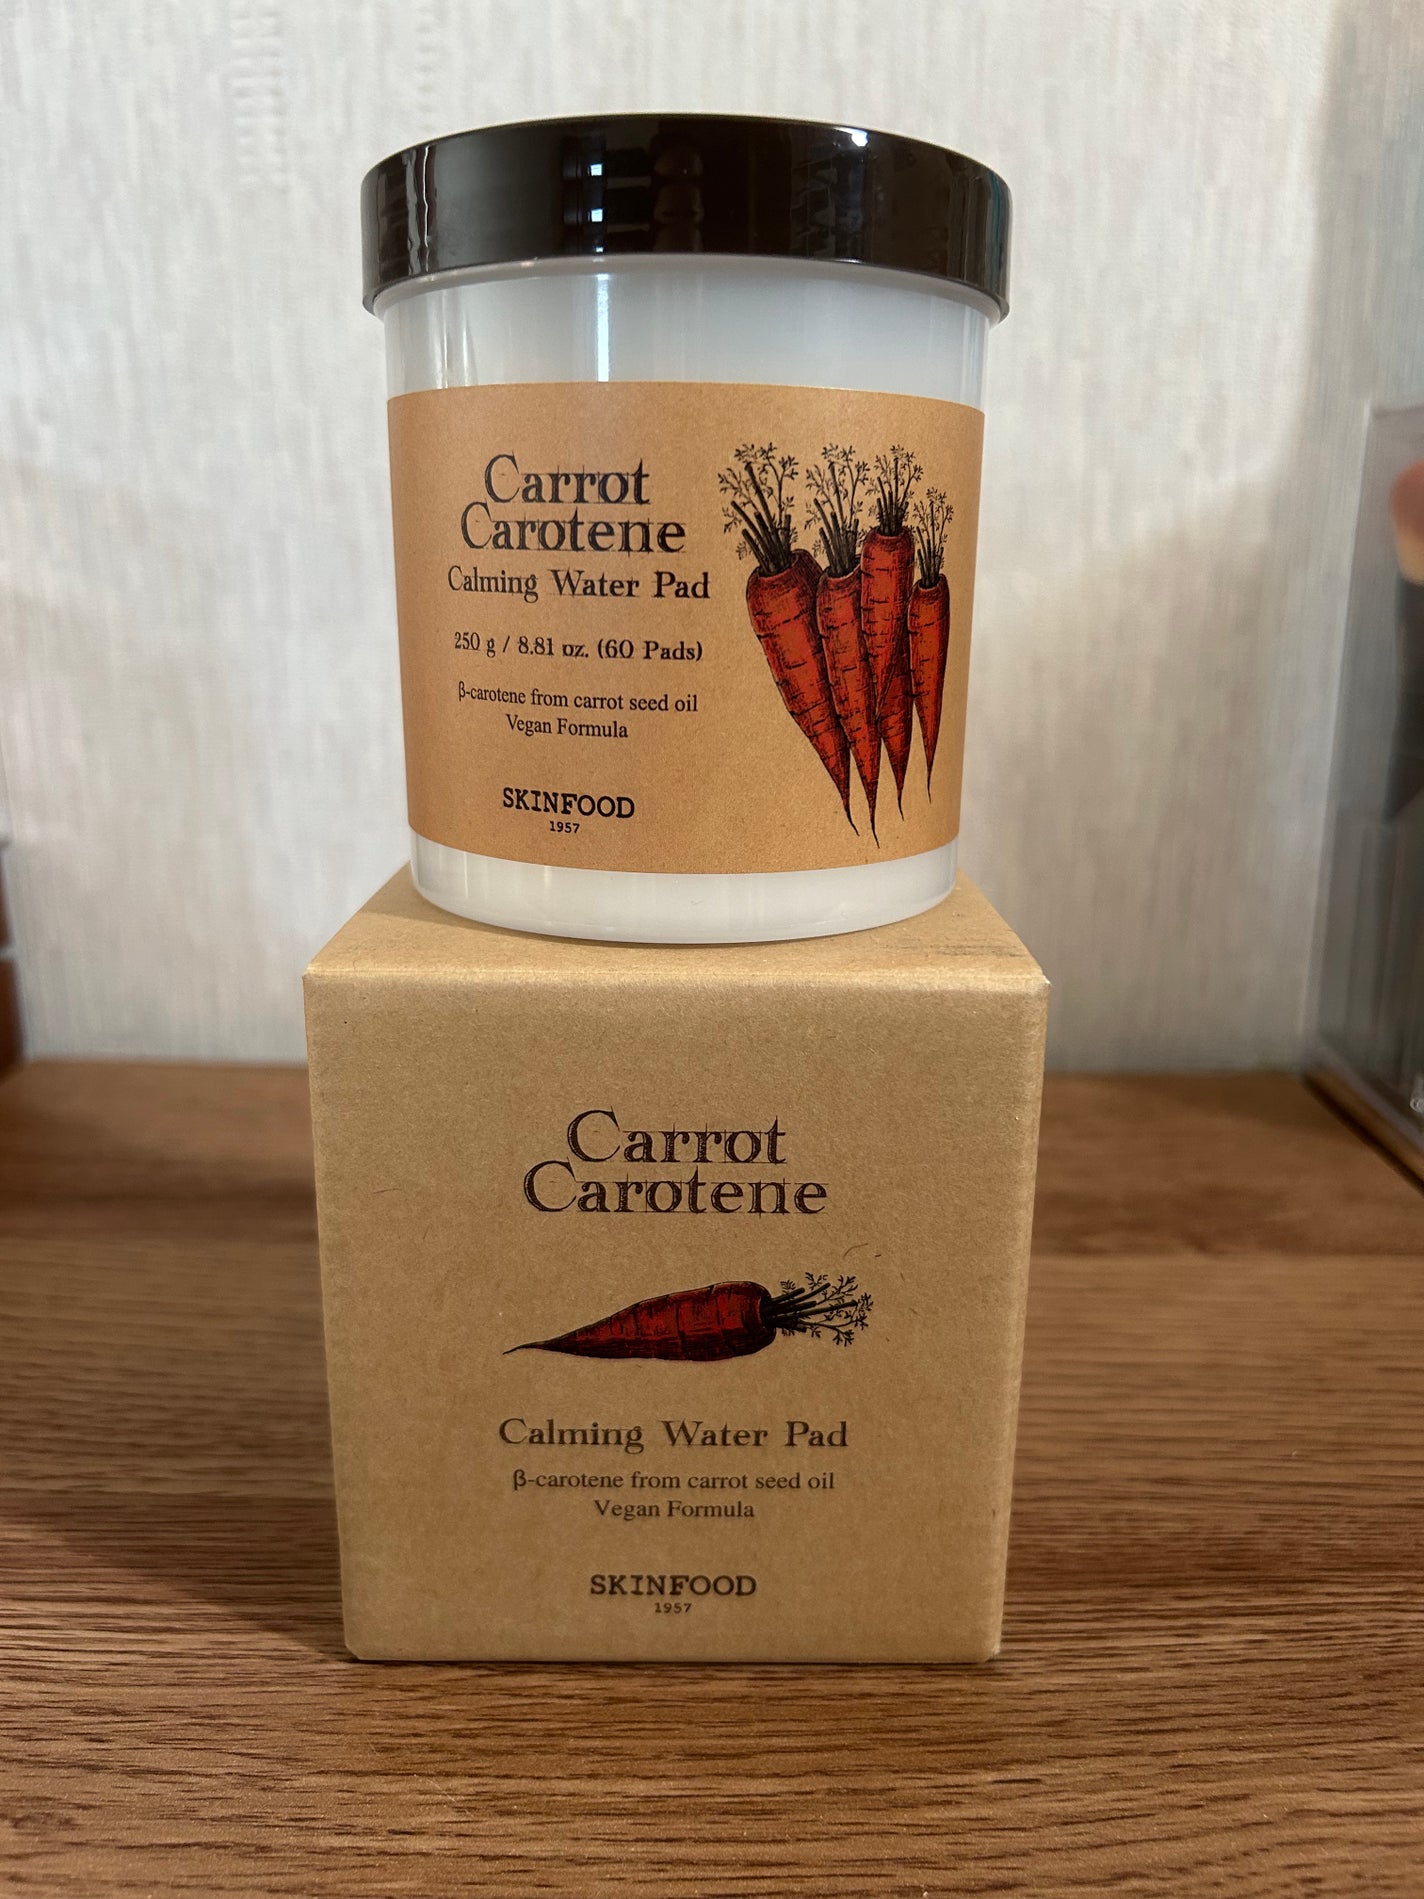 Carrot
Carotene
Calming Water Pad
250 g / 8.81 oz. (60 Pads)
β-carotene from carrot seed oil
Vegan Formula
SKINFOOD
1957
Carrot
Carotene
Calming Water Pad
β-carotene from carrot seed oil
Vegan Formula
SKINFOOD
1957